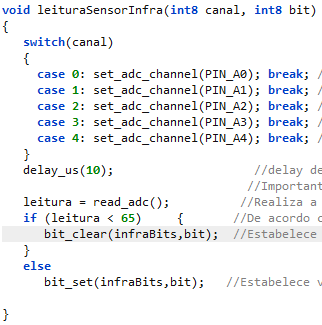 void leituraSensorInfra(int8 canal, int8 bit)
{
   switch(canal)
   {
     case 0: set_adc_channel(PIN_A0); break; /
     case 1: set_adc_channel(PIN_A1); break; /
     case 2: set_adc_channel(PIN_A2); break; /
     case 3: set_adc_channel(PIN_A3); break; /
     case 4: set_adc_channel(PIN_A4); break; /
   }
   delay_us(10);                    //delay de
                                   //Important
   leitura = read_adc();          //Realiza a
   if (leitura < 65)     {       //De acordo c
      bit_clear(infraBits,bit);  //Estabelece
   }
   else
      bit_set(infraBits,bit);   //Estabelece v
}